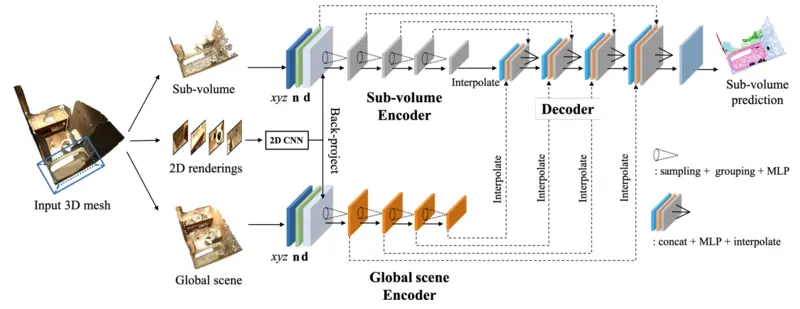 Input 3D mesh
Sub-volume
2D renderings
Global scene
2D CNN
xyz n d
xyz n d
Back-project
Sub-volume
Encoder
Global scene
Encoder
Interpolate
Decoder
Interpolate
Interpolate
Interpolate
Interpolate
Sub-volume
prediction
: sampling + grouping + MLP
: concat + MLP + interpolate